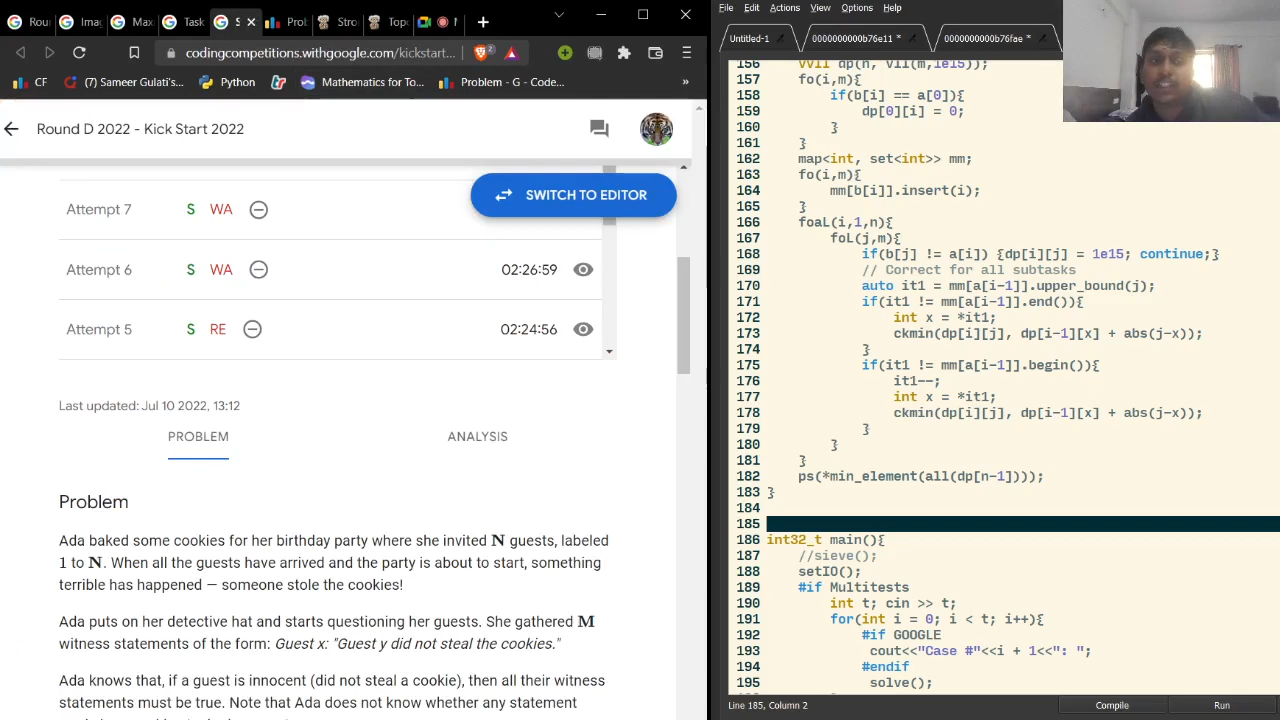 Rour
Imag
Max
Task
S
Prob
Stro
Topc
codingcompetitions.withgoogle.com/kickstart...
2
CF
(7) Sameer Gulati's...
Python
Mathematics for To...
Problem - G - Code...
»
Round D 2022 - Kick Start 2022
SWITCH TO EDITOR
Attempt 7 S WA
Attempt 6 S WA 02:26:59
Attempt 5 S RE 02:24:56
Last updated: Jul 10 2022, 13:12
PROBLEM ANALYSIS
Problem
Ada baked some cookies for her birthday party where she invited N guests, labeled
1 to N. When all the guests have arrived and the party is about to start, something
terrible has happened — someone stole the cookies!
Ada puts on her detective hat and starts questioning her guests. She gathered M
witness statements of the form: Guest x: "Guest y did not steal the cookies."
Ada knows that, if a guest is innocent (did not steal a cookie), then all their witness
statements must be true. Note that Ada does not know whether any statement
File Edit Actions View Options Help
Untitled-1 0000000000b76e11 * 0000000000b76fae *
156 vvll dp(n, vll(m,1e15));
157 fo(i,m){
158 if(b[i] == a[0]){
159 dp[0][i] = 0;
160 }
161 }
162 map<int, set<int>> mm;
163 fo(i,m){
164 mm[b[i]].insert(i);
165 }
166 foaL(i,1,n){
167 foL(j,m){
168 if(b[j] != a[i]) {dp[i][j] = 1e15; continue;}
169 // Correct for all subtasks
170 auto it1 = mm[a[i-1]].upper_bound(j);
171 if(it1 != mm[a[i-1]].end()){
172 int x = *it1;
173 ckmin(dp[i][j], dp[i-1][x] + abs(j-x));
174 }
175 if(it1 != mm[a[i-1]].begin()){
176 it1--;
177 int x = *it1;
178 ckmin(dp[i][j], dp[i-1][x] + abs(j-x));
179 }
180 }
181 }
182 ps(*min_element(all(dp[n-1])));
183 }
184
185
186 int32_t main(){
187 //sieve();
188 setIO();
189 #if Multitests
190 int t; cin >> t;
191 for(int i = 0; i < t; i++){
192 #if GOOGLE
193 cout<<"Case #"<<i + 1<<": ";
194 #endif
195 solve();
Line 185, Column 2
Compile
Run